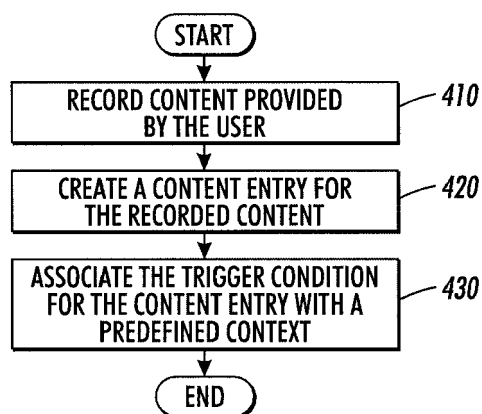 START
RECORD CONTENT PROVIDED
BY THE USER
410
CREATE A CONTENT ENTRY FOR
THE RECORDED CONTENT
420
ASSOCIATE THE TRIGGER CONDITION
FOR THE CONTENT ENTRY WITH A
PREDEFINED CONTEXT
430
END